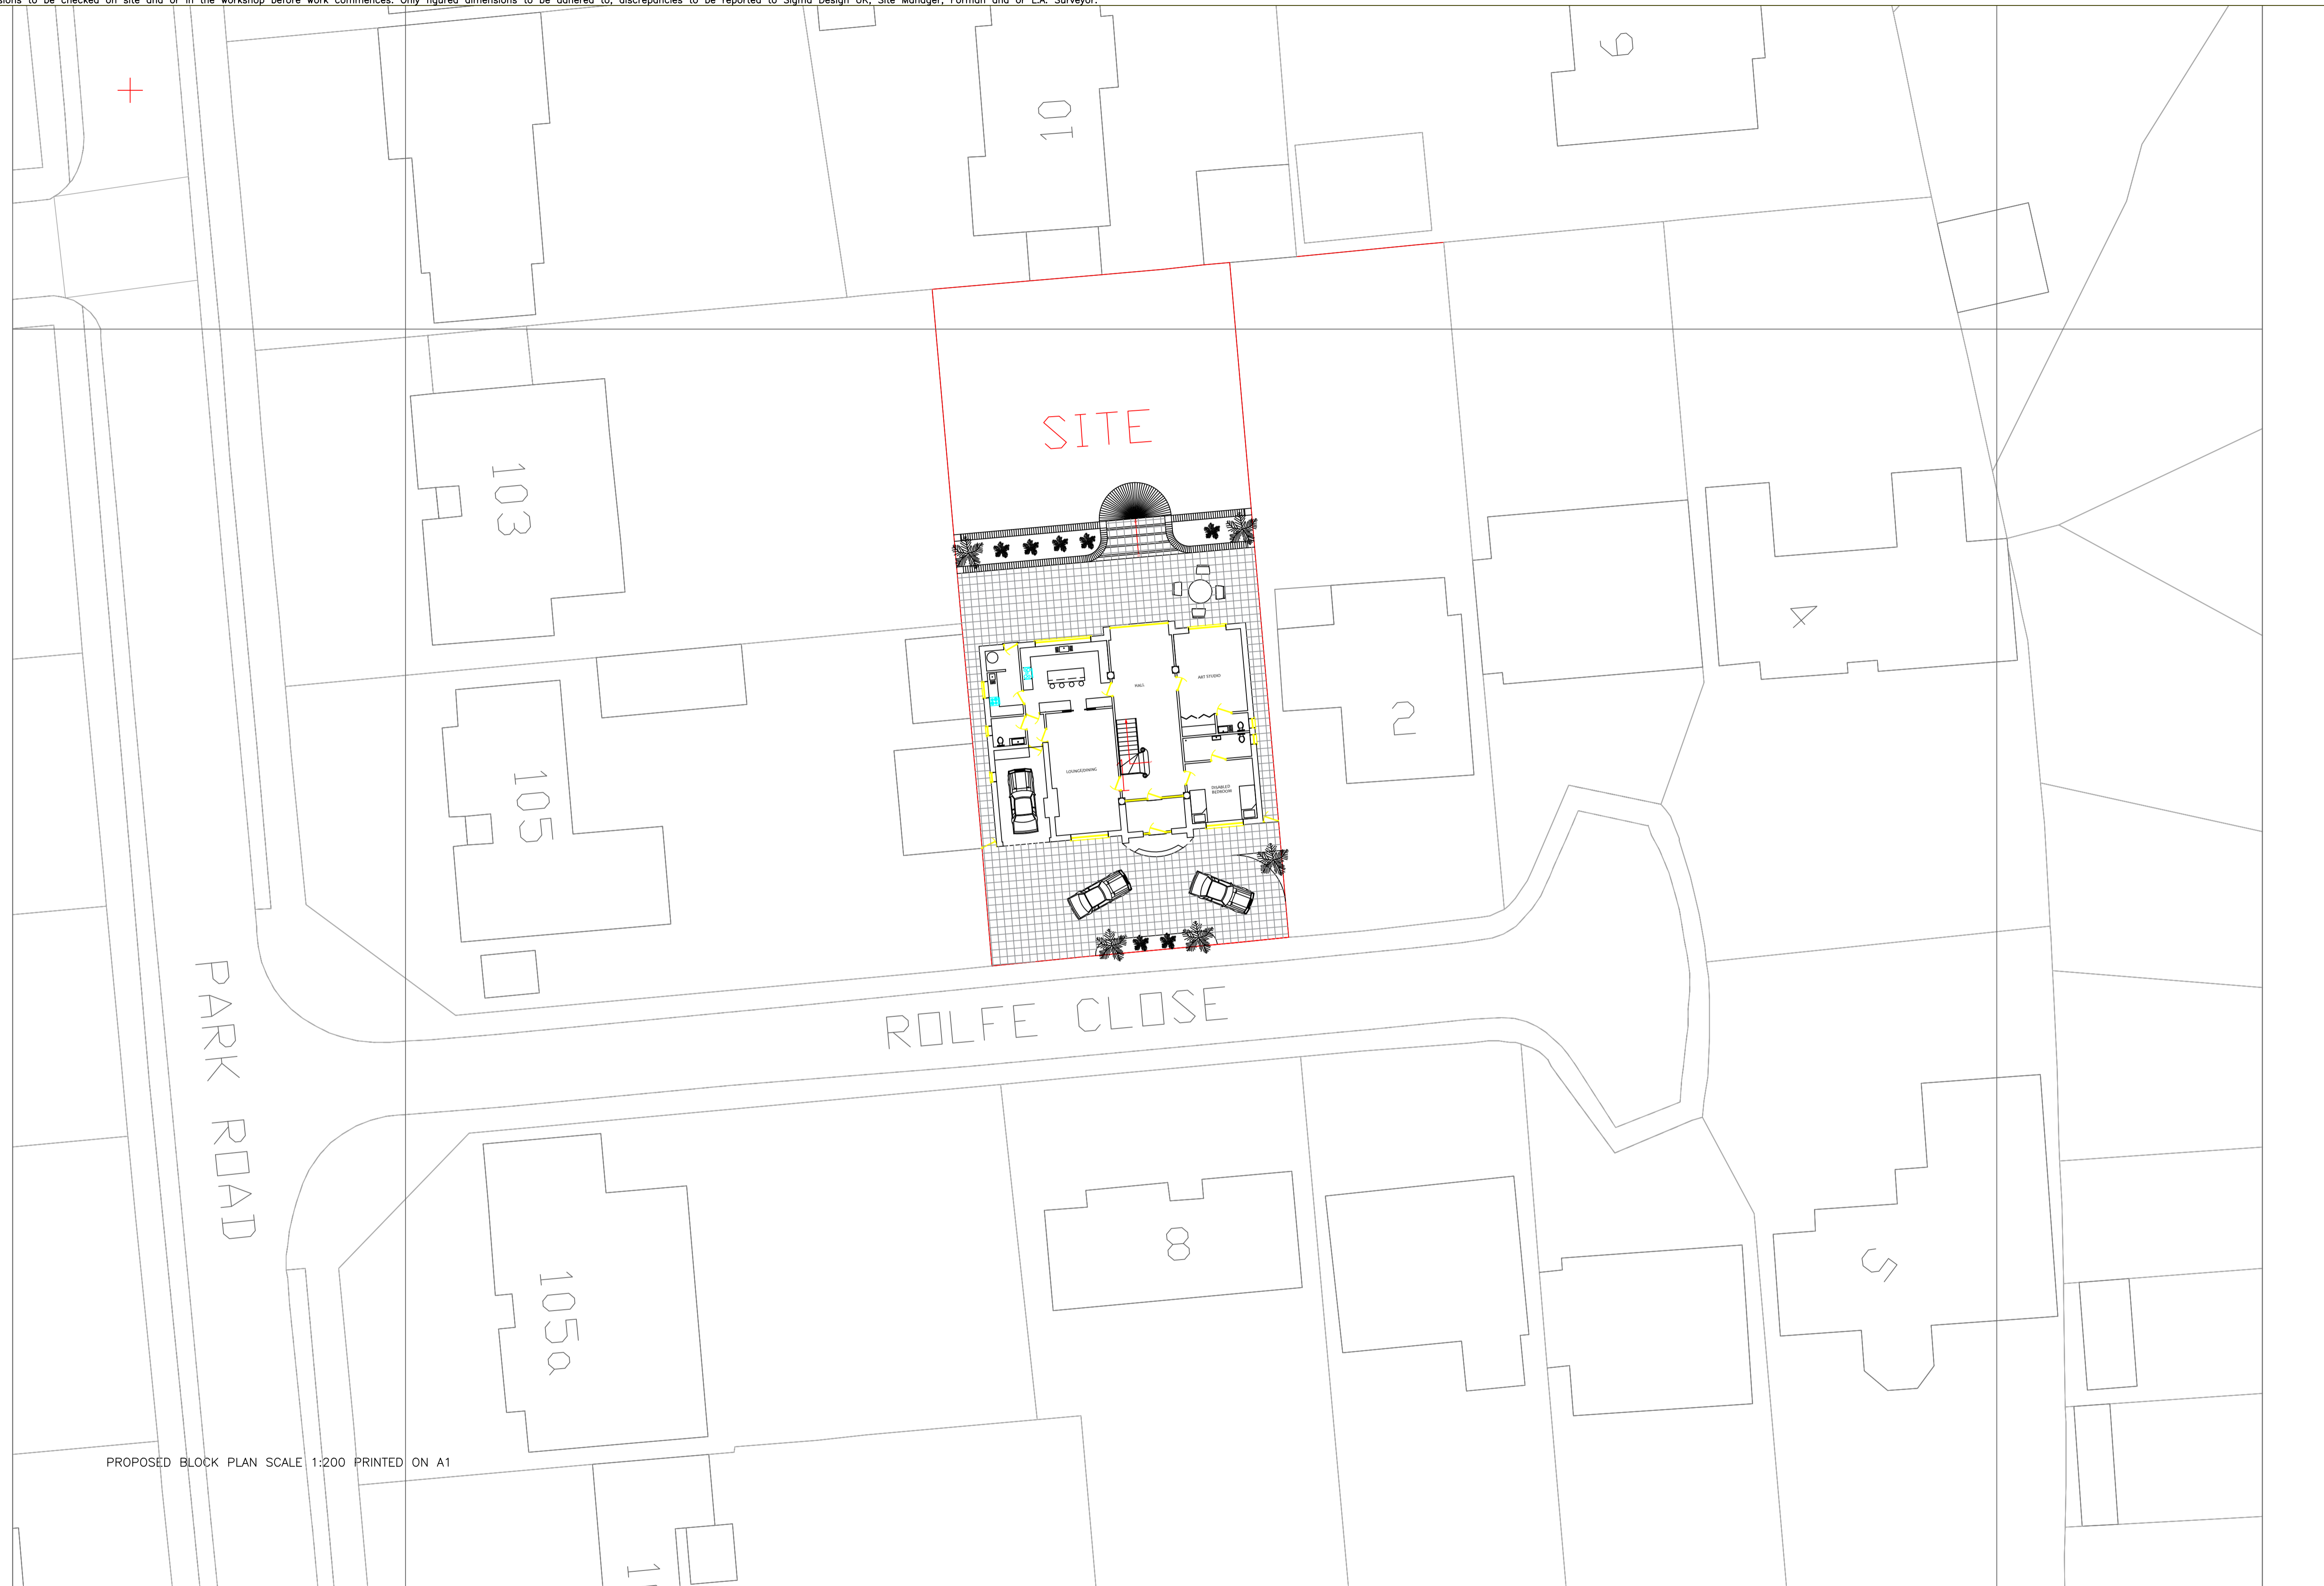 sions to be checked on site and or in the workshop before work commences. Only figured dimensions to be adhered to, discrepancies to be reported to Sigma Design UK, Site Manager, Forman and or L.A. Surveyor.
9
10
SITE
103
4
HALL
ART STUDIO
2
LOUNGE/DINING
105
DISABLED
BEDROOM
PARK ROAD
ROLFE CLOSE
8
5
105a
PROPOSED BLOCK PLAN SCALE 1:200 PRINTED ON A1